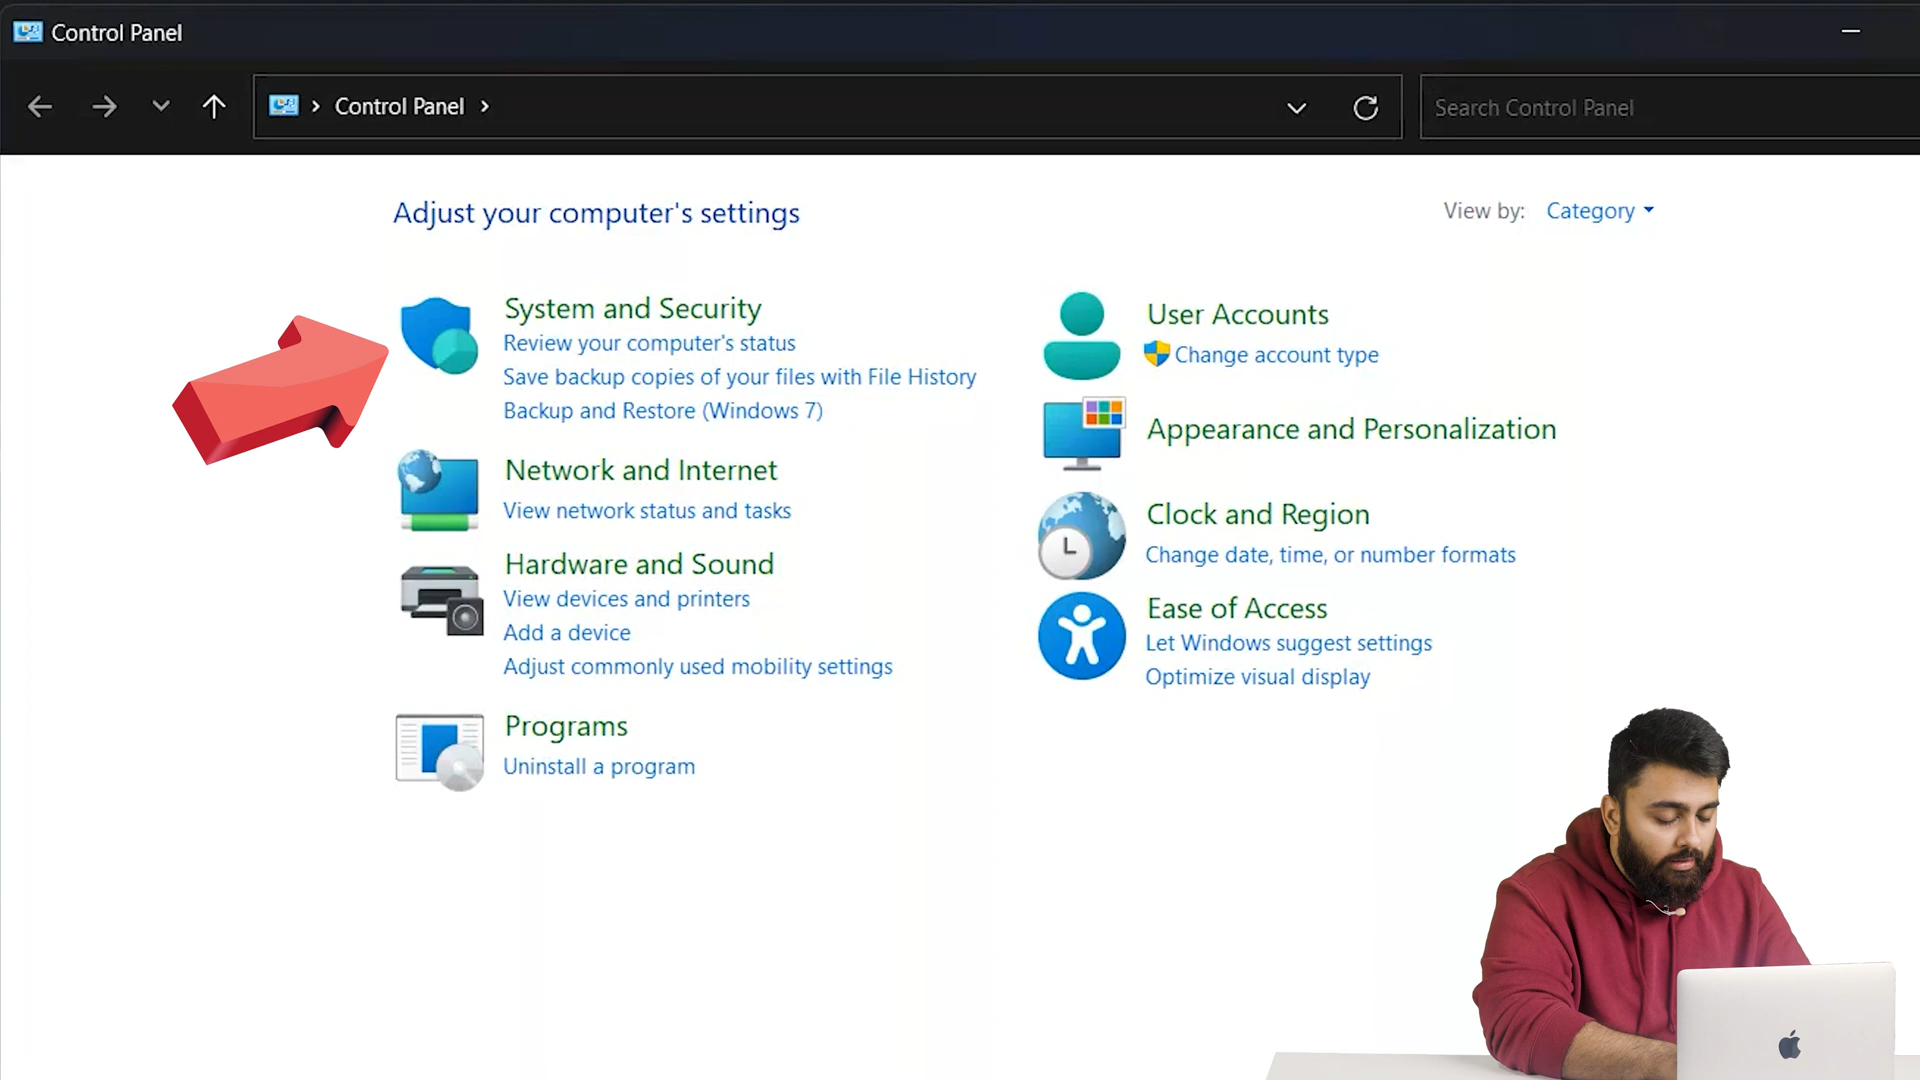 Control Panel
Control Panel
Search Control Panel
Adjust your computer's settings
View by: Category
System and Security
Review your computer's status
Save backup copies of your files with File History
Backup and Restore (Windows 7)
Network and Internet
View network status and tasks
Hardware and Sound
View devices and printers
Add a device
Adjust commonly used mobility settings
Programs
Uninstall a program
User Accounts
Change account type
Appearance and Personalization
Clock and Region
Change date, time, or number formats
Ease of Access
Let Windows suggest settings
Optimize visual display